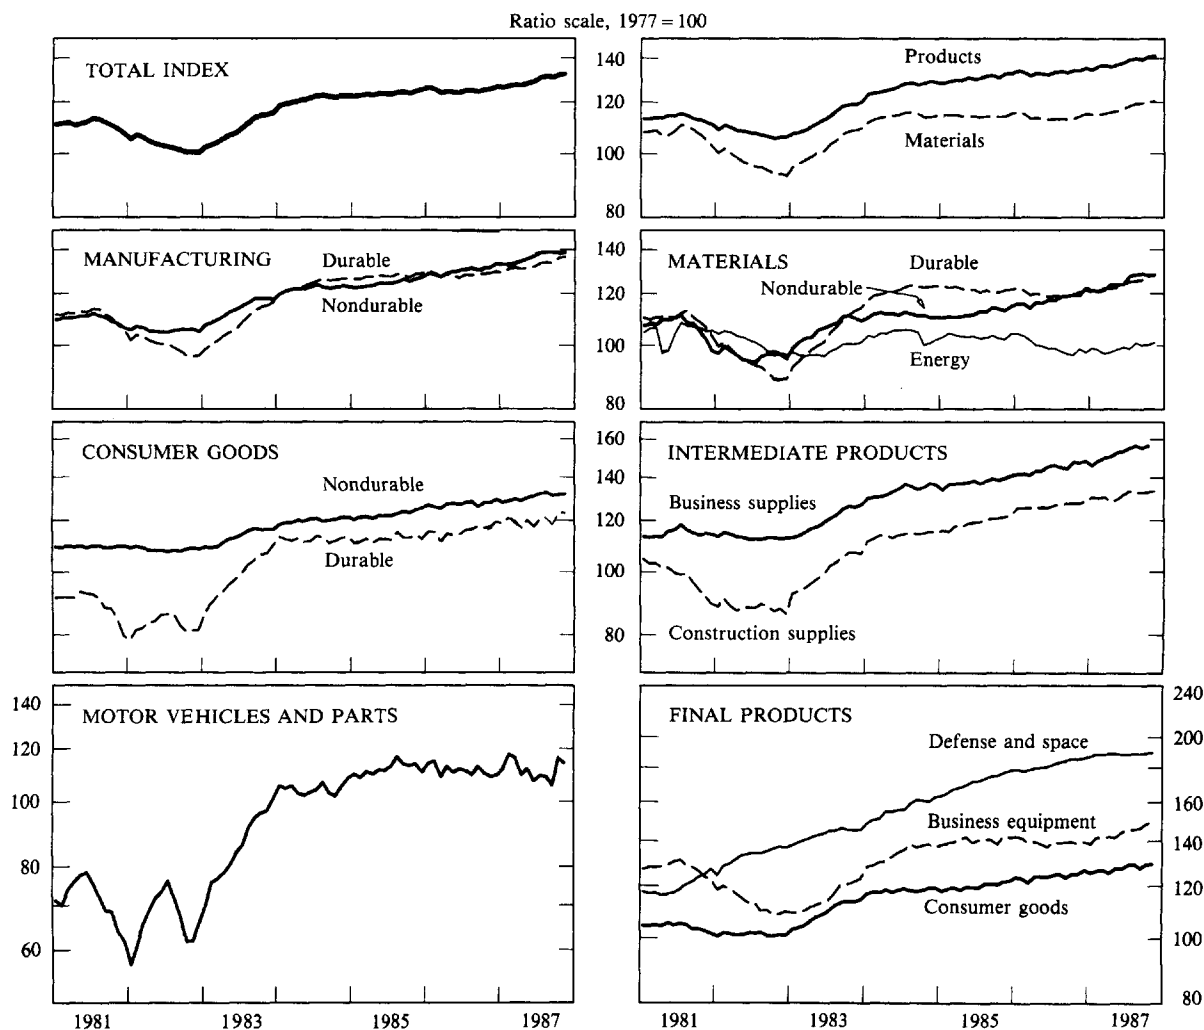 Ratio scale, 1977 = 100
TOTAL INDEX
140
120
100
80
Products
Materials
MANUFACTURING
Durable
Nondurable
140
120
100
80
MATERIALS
Durable
Nondurable
Energy
CONSUMER GOODS
Nondurable
Durable
160
140
120
100
80
INTERMEDIATE PRODUCTS
Business supplies
Construction supplies
140
120
100
80
60
MOTOR VEHICLES AND PARTS
FINAL PRODUCTS
Defense and space
Business equipment
Consumer goods
240
200
160
140
120
100
80
1981 1983 1985 1987
1981 1983 1985 1987